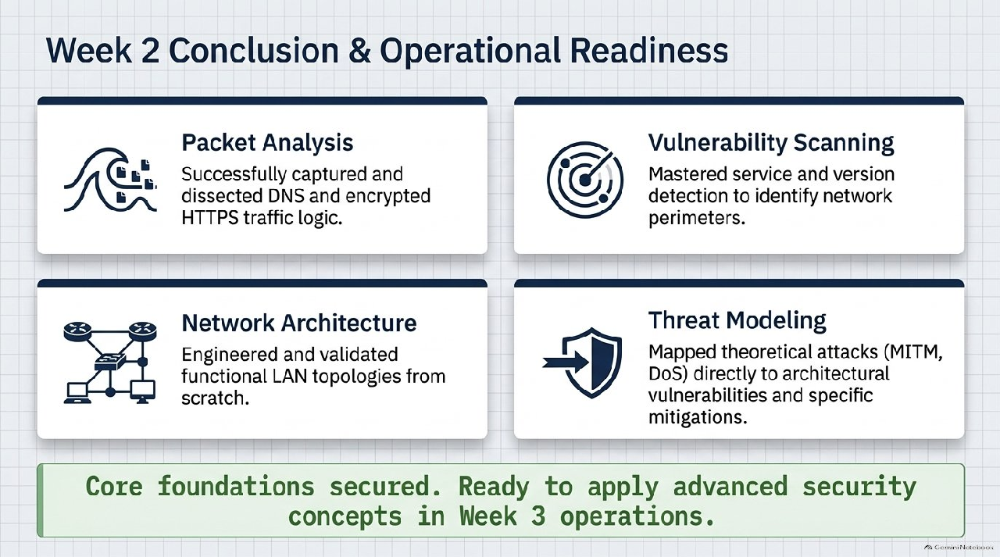 Week 2 Conclusion & Operational Readiness
Packet Analysis
Successfully captured and
dissected DNS and encrypted
HTTPS traffic logic.
Vulnerability Scanning
Mastered service and version
detection to identify network
perimeters.
Network Architecture
Engineered and validated
functional LAN topologies from
scratch.
Threat Modeling
Mapped theoretical attacks (MITM,
DoS) directly to architectural
vulnerabilities and specific
mitigations.
Core foundations secured. Ready to apply advanced security
concepts in Week 3 operations.
Gemini Notebook